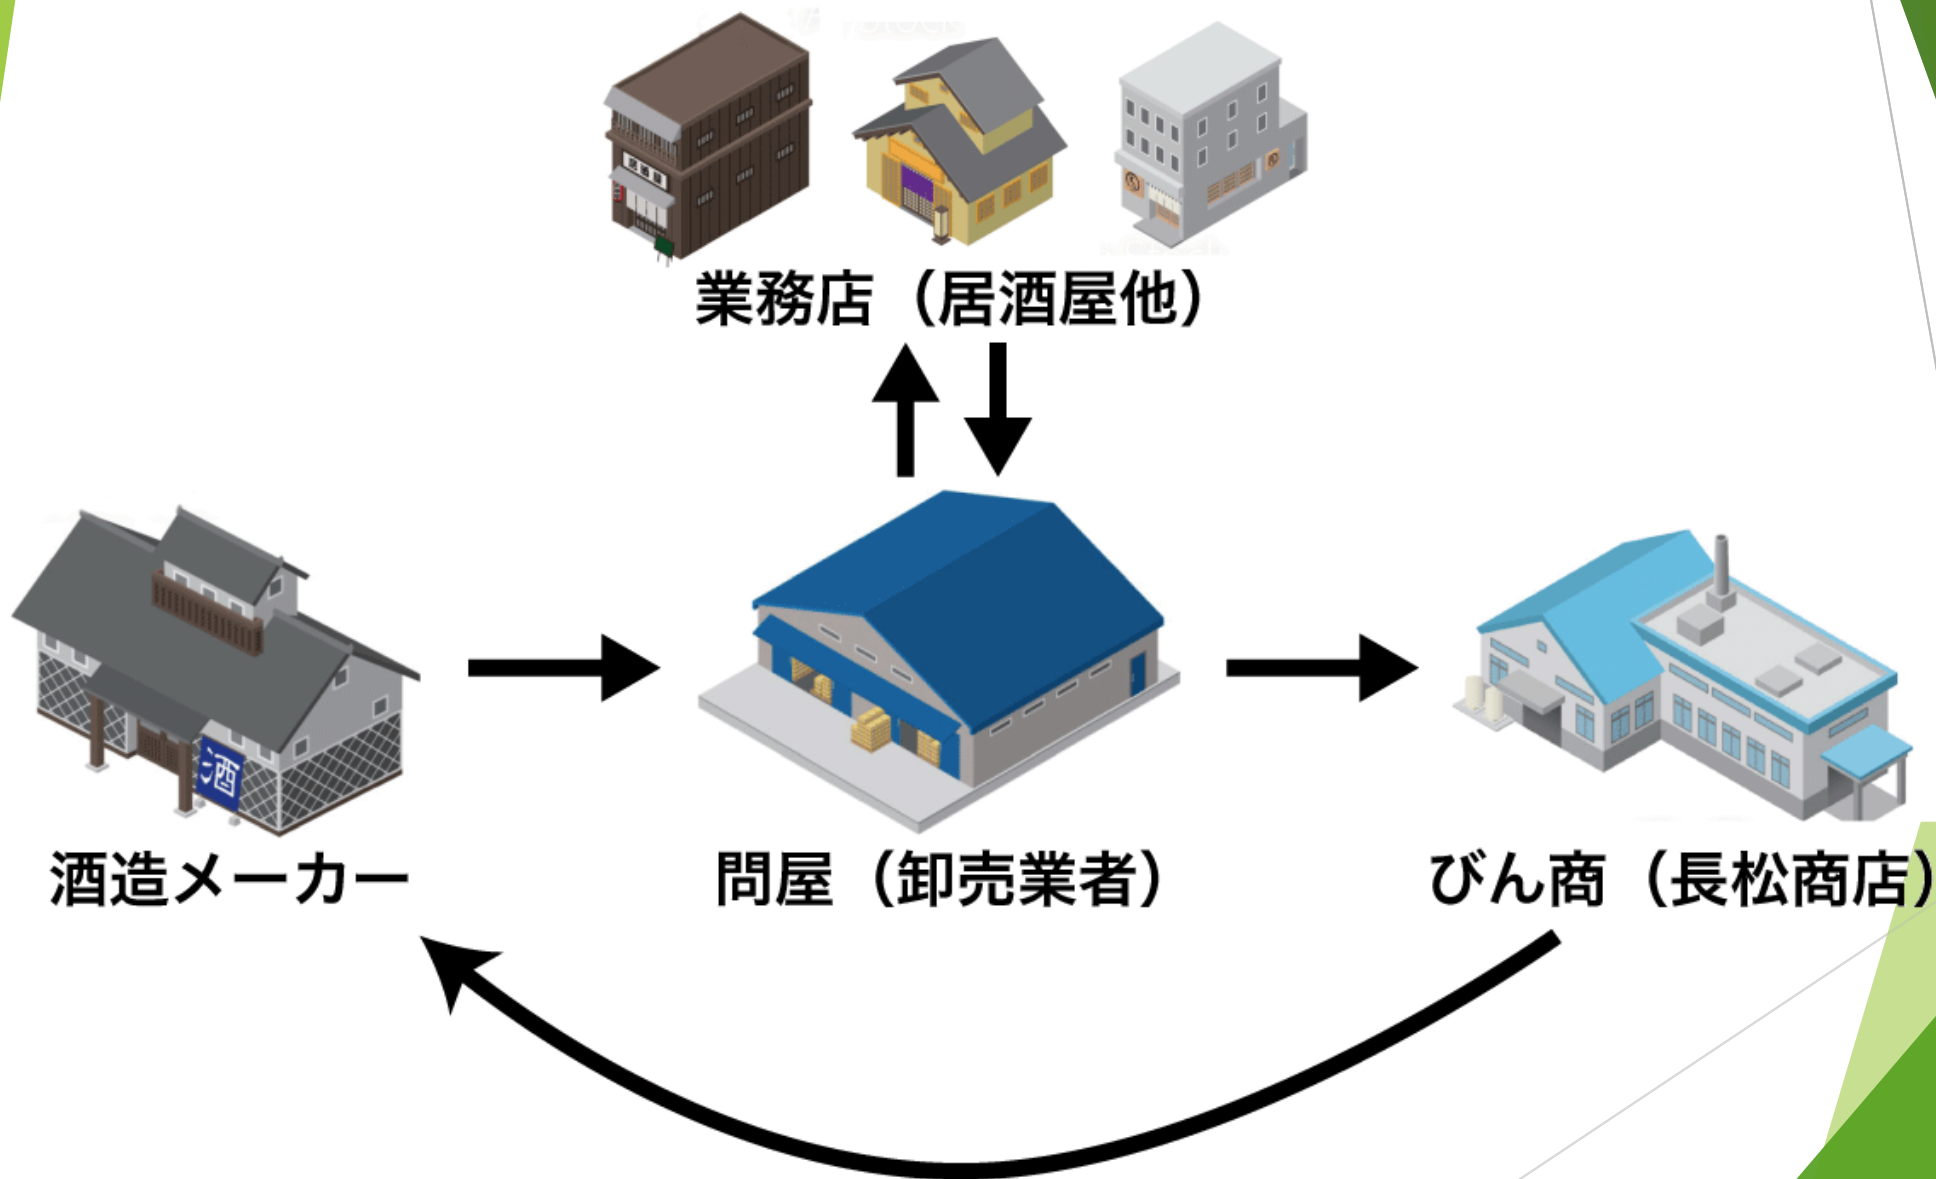 業務店（居酒屋他）
酒
酒造メーカー
問屋（卸売業者）
びん商（長松商店）